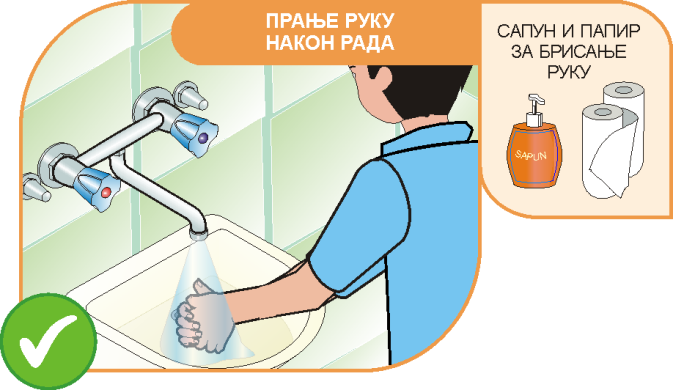 ПРАЊЕ РУКУ
НАКОН РАДА
САПУН И ПАПИР
ЗА БРИСАЊЕ
РУКУ
SAPUN